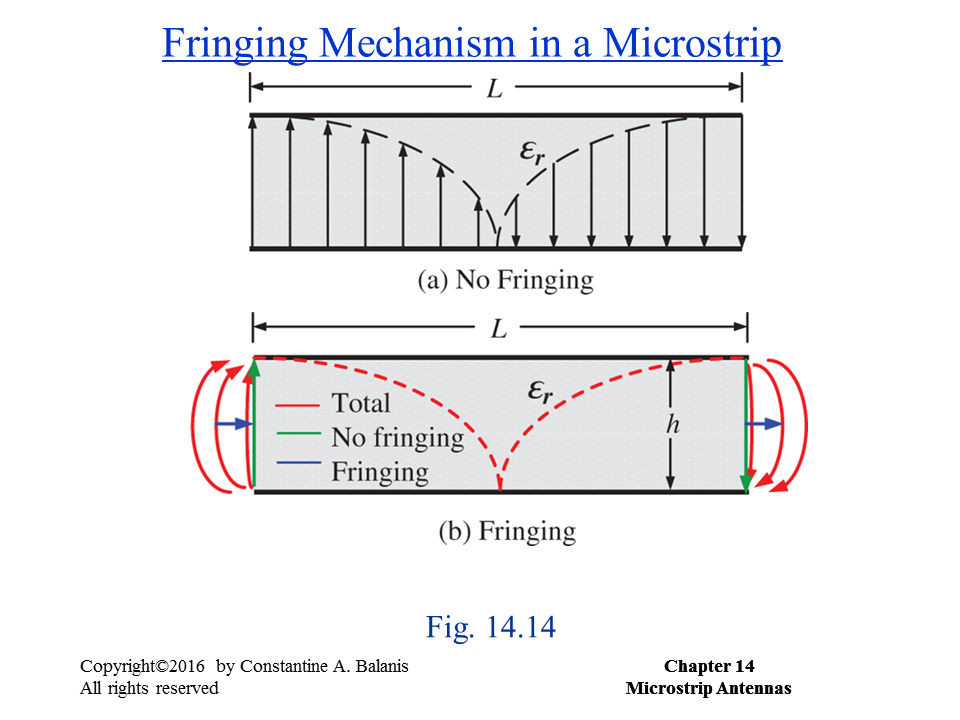 Fringing Mechanism in a Microstrip
L
εr
(a) No Fringing
L
εr
h
Total
No fringing
Fringing
(b) Fringing
Fig. 14.14
Copyright©2016 by Constantine A. Balanis
All rights reserved
Chapter 14
Microstrip Antennas